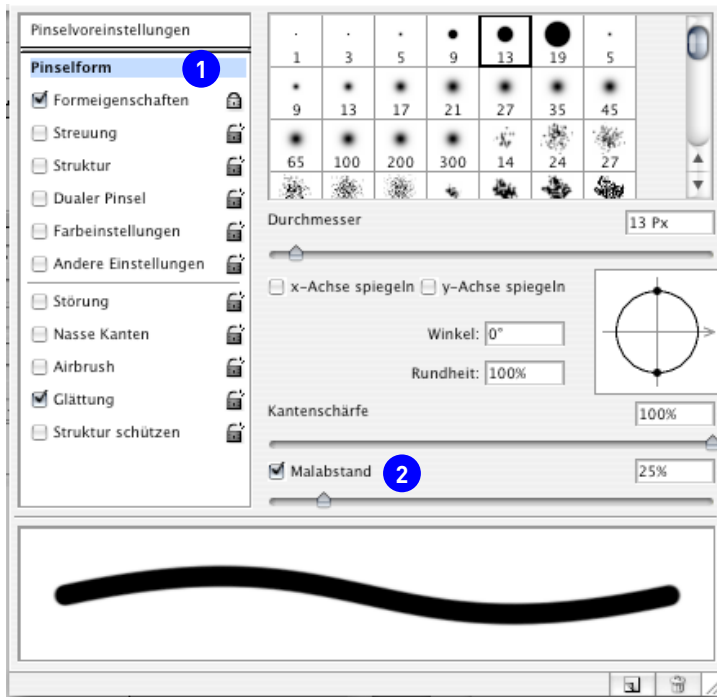 Pinselvoreinstellungen
Pinselform 1
Formeigenschaften
Streuung
Struktur
Dualer Pinsel
Farbeinstellungen
Andere Einstellungen
Störung
Nasse Kanten
Airbrush
Glättung
Struktur schützen
1 3 5 9 13 19 5
9 13 17 21 27 35 45
65 100 200 300 14 24 27
Durchmesser 13 Px
x-Achse spiegeln y-Achse spiegeln
Winkel: 0°
Rundheit: 100%
Kantenschärfe 100%
Malabstand 2 25%